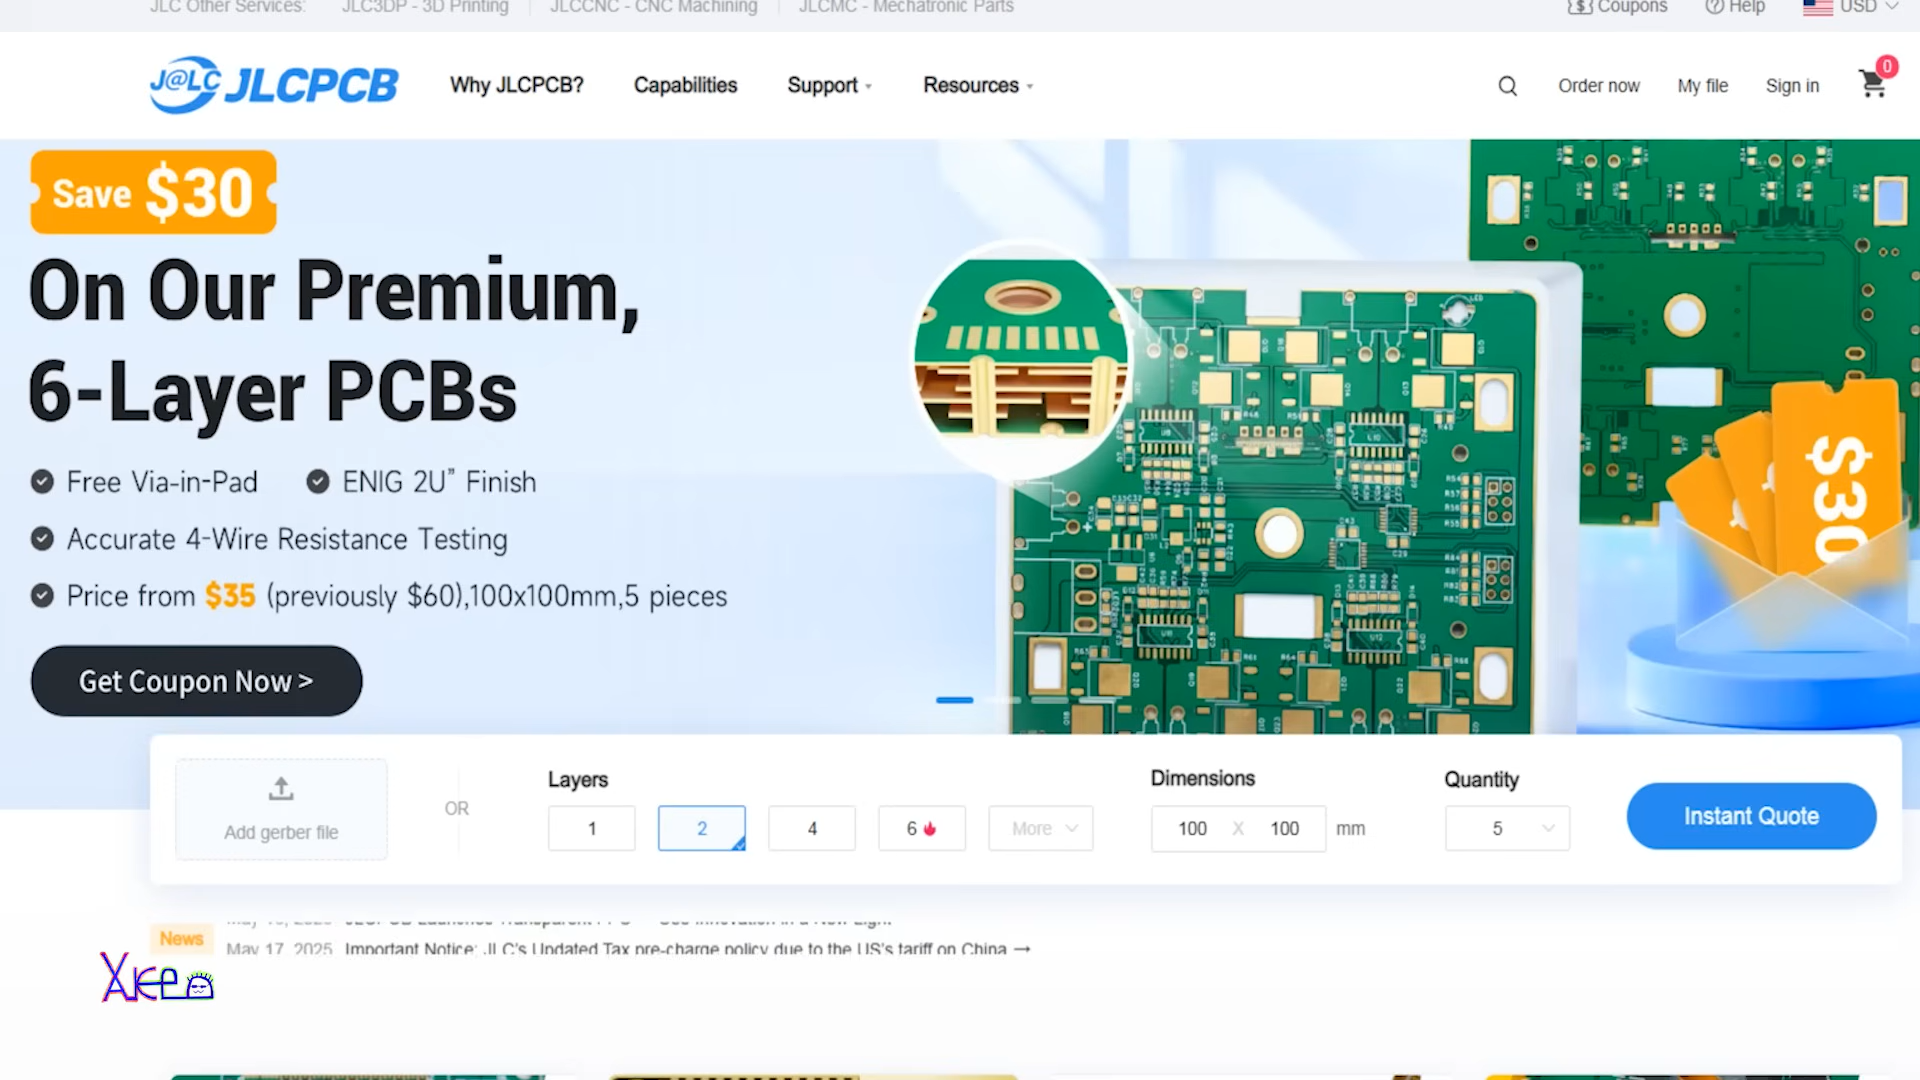 JLC Other Services: JLC3DP - 3D Printing JLCCNC - CNC Machining JLCMC - Mechatronic Parts Coupons Help USD
J@LC JLCPCB Why JLCPCB? Capabilities Support Resources Order now My file Sign in 0
Save $30
On Our Premium,
6-Layer PCBs
Free Via-in-Pad ENIG 2U” Finish
Accurate 4-Wire Resistance Testing
Price from $35 (previously $60),100x100mm,5 pieces
Get Coupon Now >
$30
Layers Dimensions Quantity
Add gerber file OR 1 2 4 6 More 100 X 100 mm 5 Instant Quote
News
May 17, 2025 Important Notice: JLC's Updated Tax pre-charge policy due to the US's tariff on China →